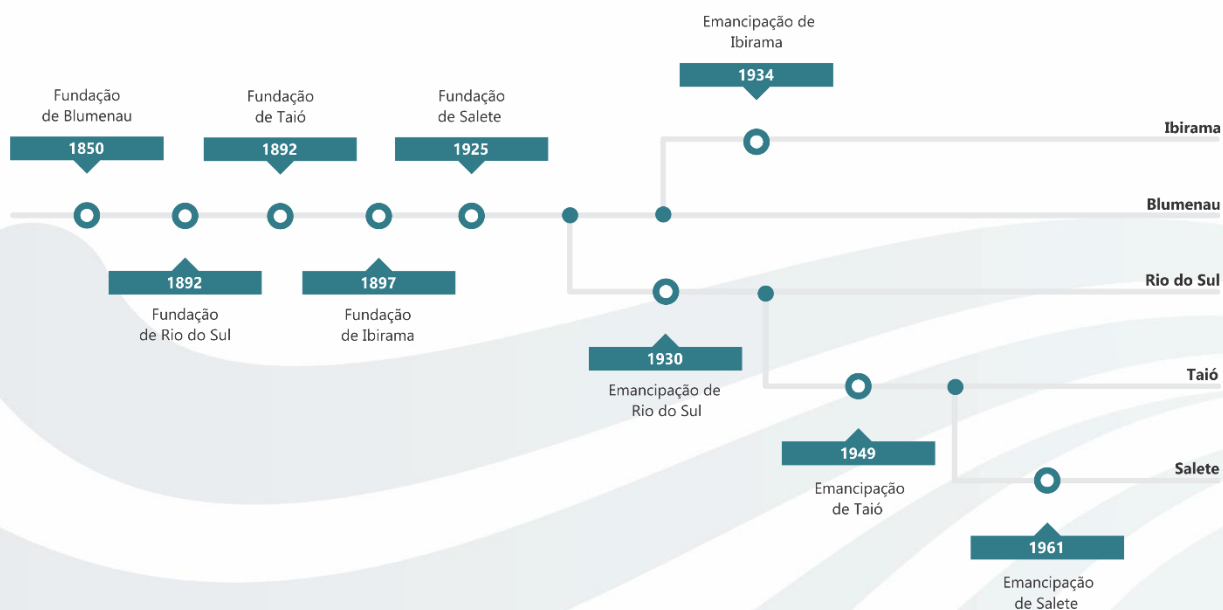 Emancipação de
Ibirama
1934
Fundação
de Blumenau
1850
Fundação
de Taió
1892
Fundação
de Salete
1925
Ibirama
Blumenau
1892
Fundação
de Rio do Sul
1897
Fundação
de Ibirama
Rio do Sul
1930
Emancipação de
Rio do Sul
Taió
1949
Emancipação
de Taió
Salete
1961
Emancipação
de Salete